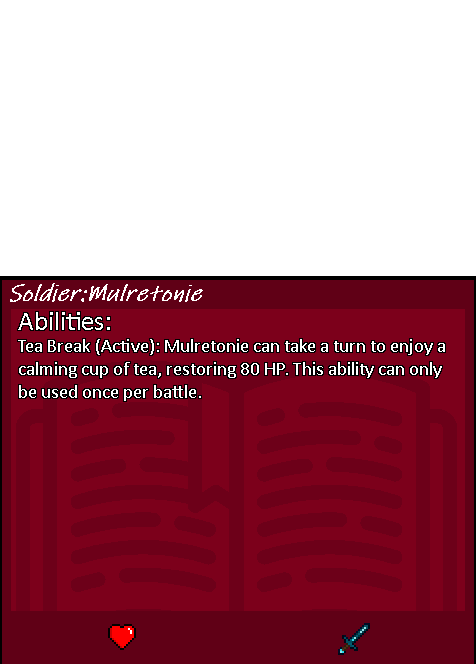 Soldier:Mulretonie
Abilities:
Tea Break (Active): Mulretonie can take a turn to enjoy a
calming cup of tea, restoring 80 HP. This ability can only
be used once per battle.